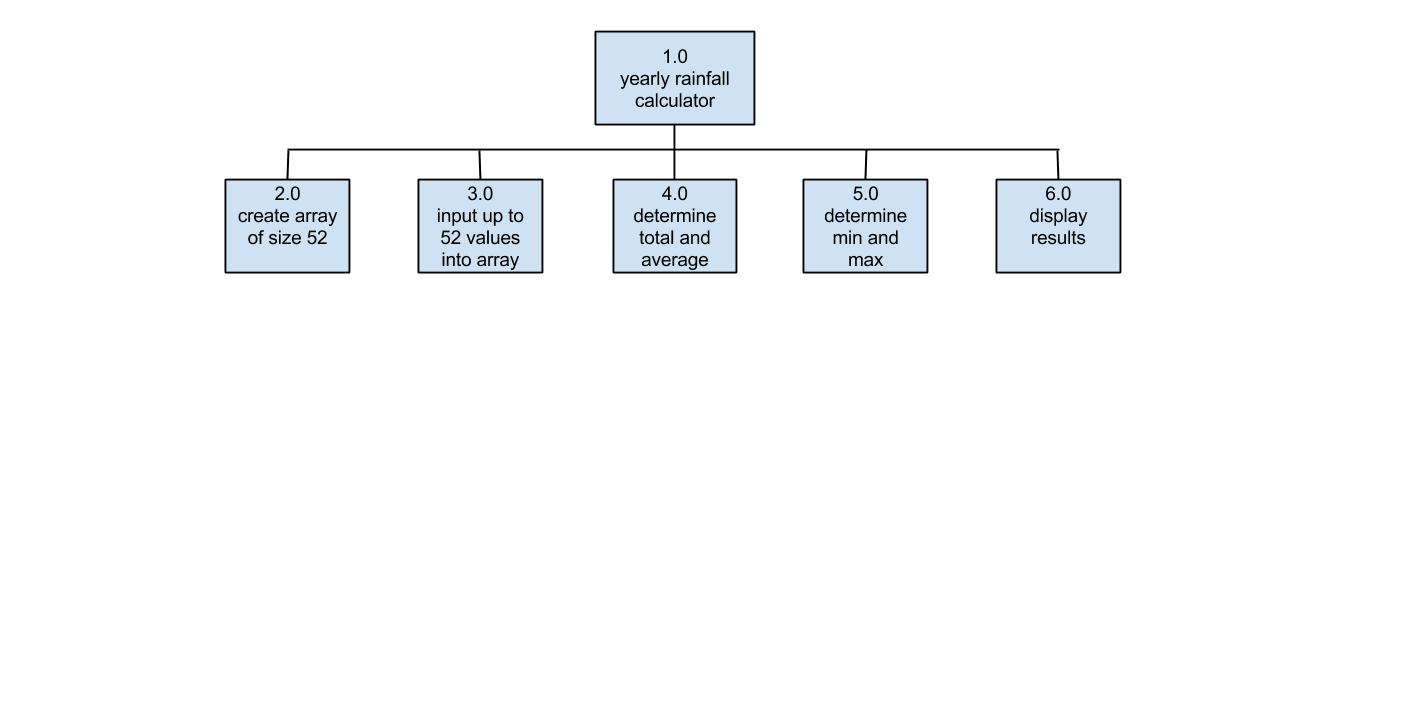 1.0
yearly rainfall
calculator
2.0
create array
of size 52
3.0
input up to
52 values
into array
4.0
determine
total and
average
5.0
determine
min and
max
6.0
display
results